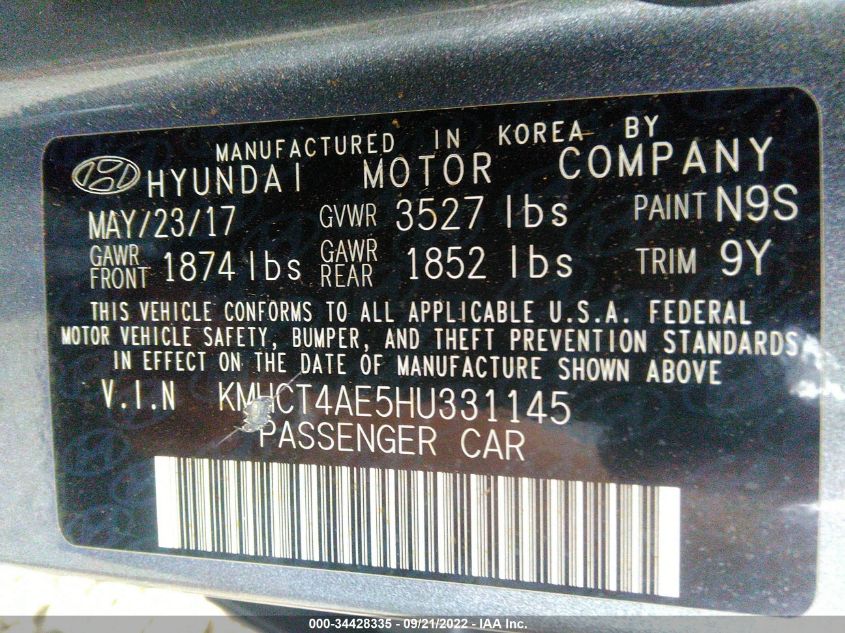 MANUFACTURED IN KOREA BY
HYUNDAI MOTOR COMPANY
MAY/23/17 GVWR 3527 lbs PAINT N9S
GAWR FRONT 1874 lbs GAWR REAR 1852 lbs TRIM 9Y
THIS VEHICLE CONFORMS TO ALL APPLICABLE U.S.A. FEDERAL
MOTOR VEHICLE SAFETY, BUMPER, AND THEFT PREVENTION STANDARDS
IN EFFECT ON THE DATE OF MANUFACTURE SHOWN ABOVE
V.I.N KMHCT4AE5HU331145
PASSENGER CAR
000-34428335 - 09/21/2022 - IAA Inc.